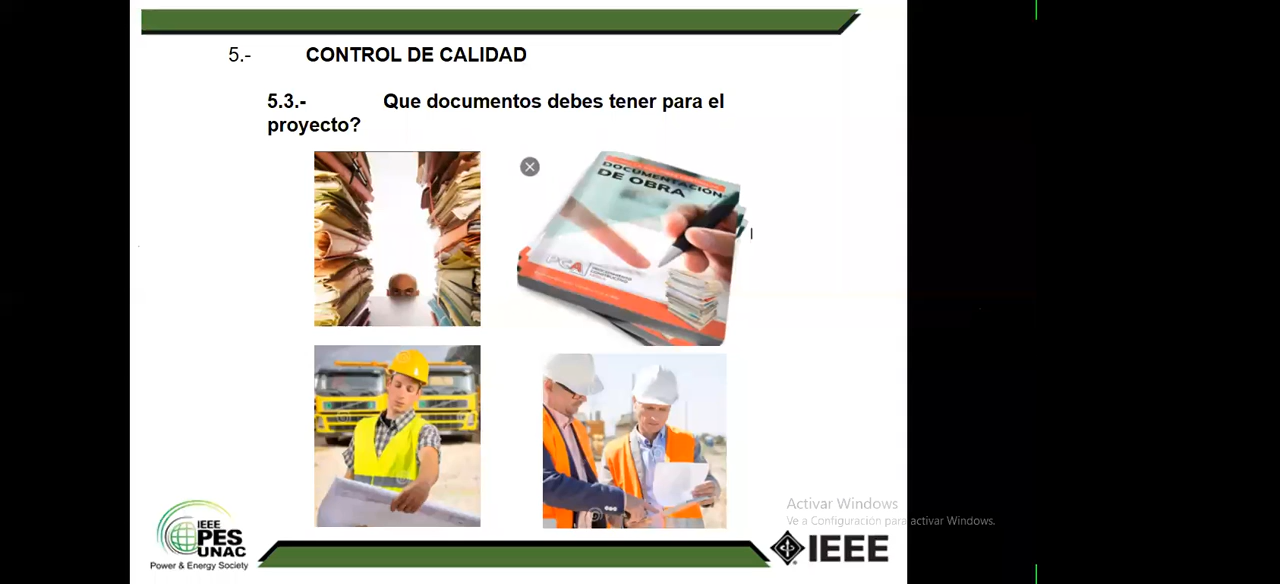 5.- CONTROL DE CALIDAD
5.3.- Que documentos debes tener para el
proyecto?
DOCUMENTACIÓN
DE OBRA
Activar Windows
Ve a Configuración para activar Windows.
IEEE
PES
UNAC
Power & Energy Society
IEEE